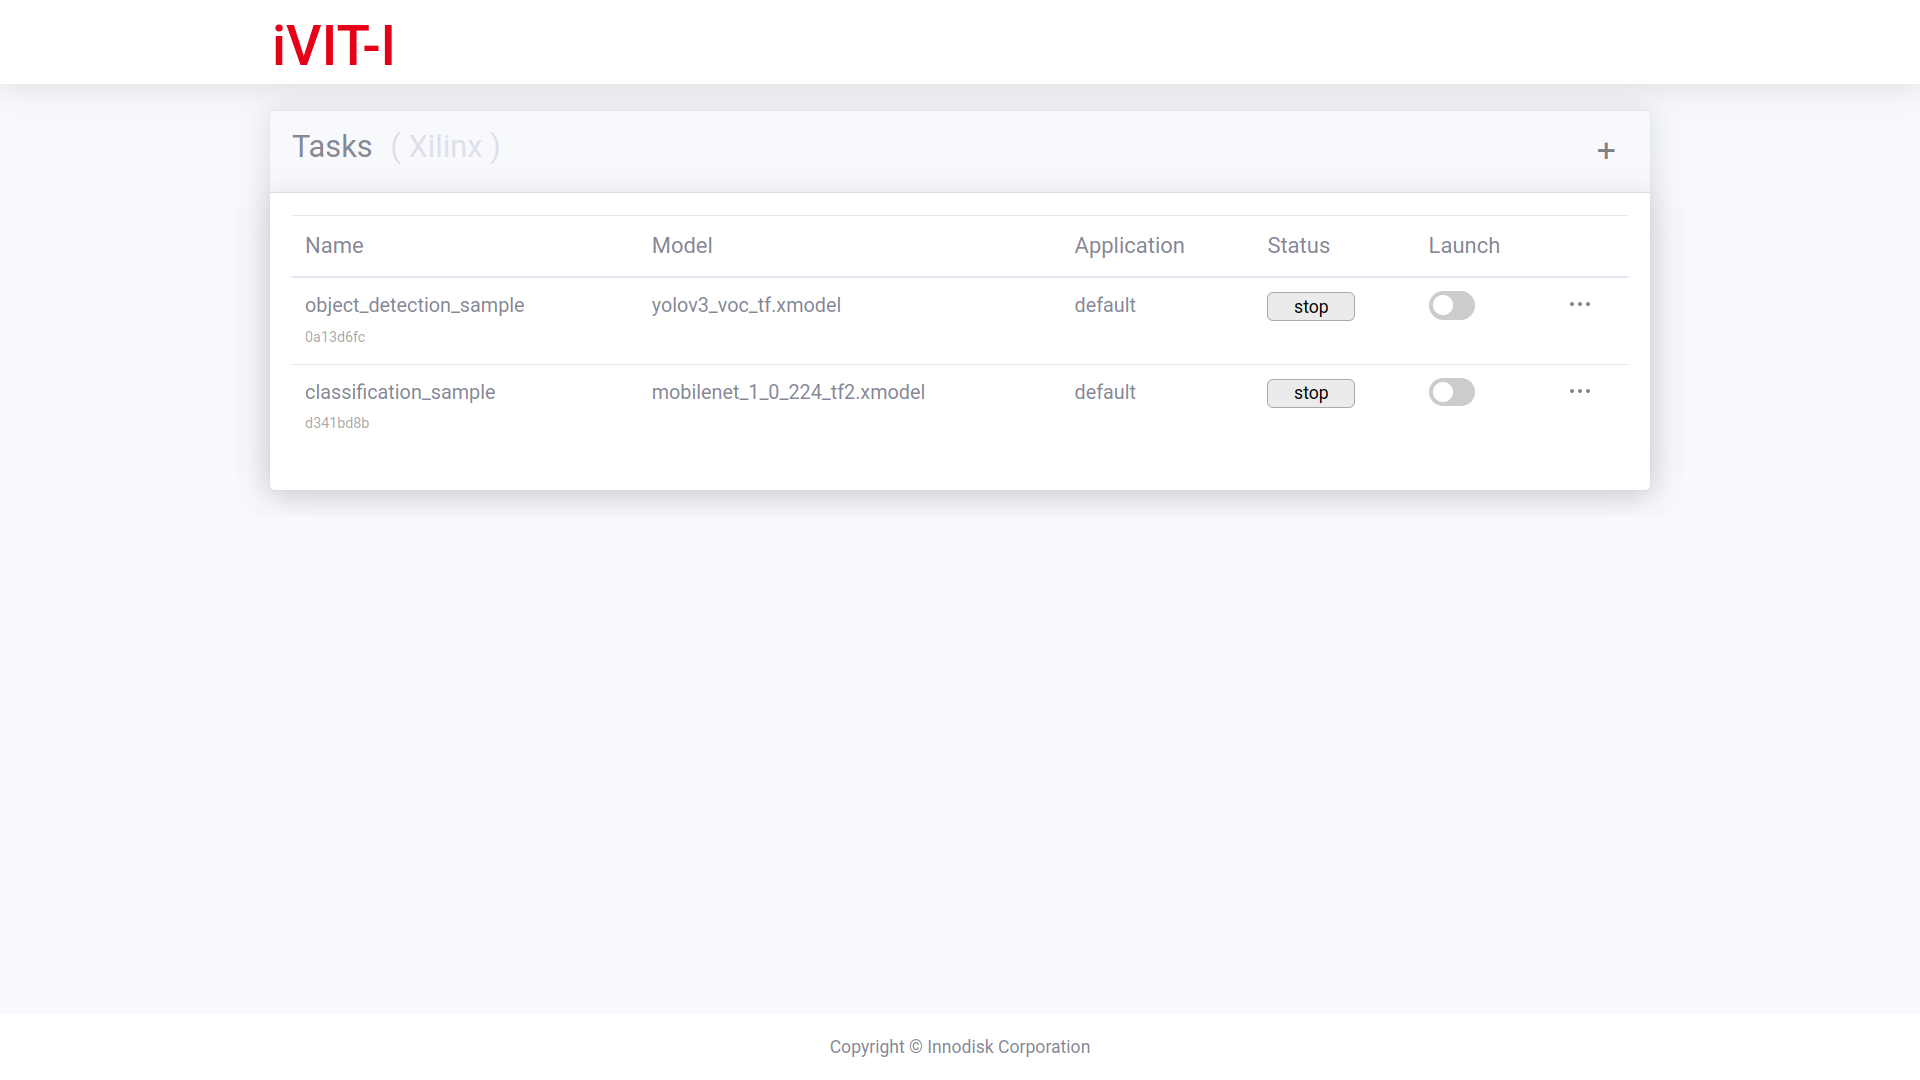 iVIT-I
Tasks ( Xilinx ) +
Name Model Application Status Launch
object_detection_sample yolov3_voc_tf.xmodel default stop ...
0a13d6fc
classification_sample mobilenet_1_0_224_tf2.xmodel default stop ...
d341bd8b
Copyright © Innodisk Corporation